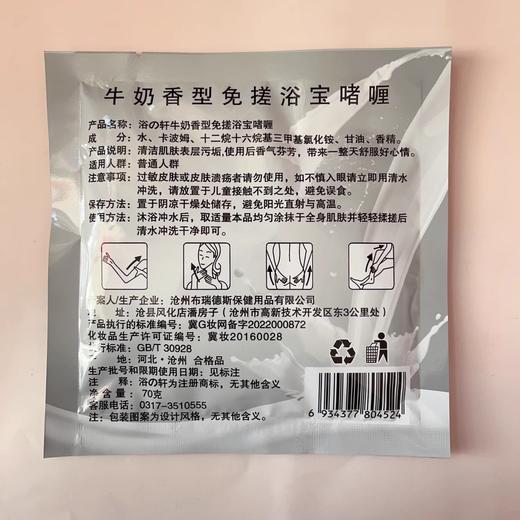 牛奶香型免搓浴宝啫喱
产品名称：浴の轩牛奶香型免搓浴宝啫喱
成　　分：水、卡波姆、十二烷十六烷基三甲基氯化铵、甘油、香精。
产品说明：清洁肌肤表层污垢，使用后香气芬芳，带来一整天舒服好心情。
适用人群：普通人群
注意事项：过敏皮肤或皮肤溃疡者请勿使用，如不慎入眼请立即用清水
冲洗，请放置于儿童接触不到之处，避免误食。
保存方法：置于阴凉干燥处储存，避免阳光直射与高温。
使用方法：沐浴冲水后，取适量本品均匀涂抹于全身肌肤并轻轻揉搓后
清水冲洗干净即可。
备案人/生产企业：沧州布瑞德斯保健用品有限公司
地　　址：沧县风化店潘房子（沧州市高新技术开发区东3公里处）
产品执行的标准编号：冀G妆网备字2022000872
化妆品生产许可证编号：冀妆20160028
执行标准：GB/T 30928
产　　地：河北·沧州　合格品
生产批号和限期使用日期：见标注
注　　释：浴の轩为注册商标，无其他含义
净含量：70克
客服电话：0317-3510555
注：包装图案为设计风格，无其他含义。
6 934377 804524